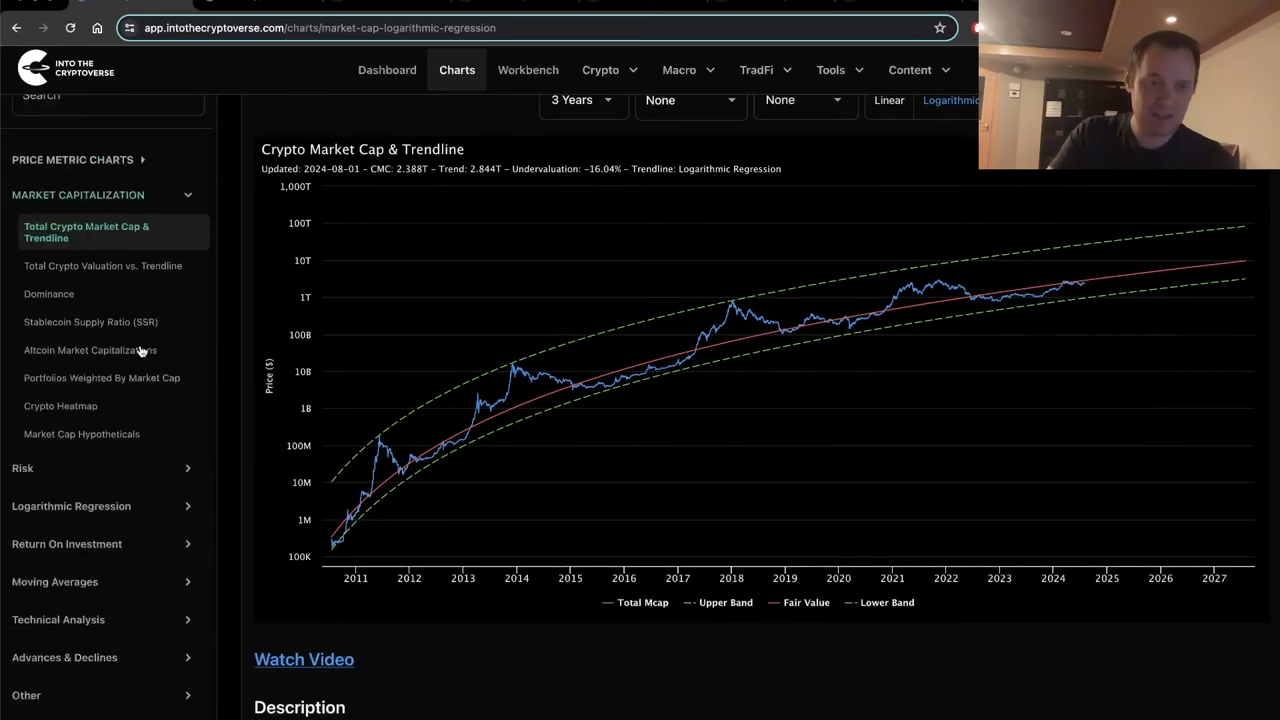 app.intothecryptoverse.com/charts/market-cap-logarithmic-regression
INTO THE
CRYPTOVERSE
Dashboard
Charts
Workbench
Crypto
Macro
TradFi
Tools
Content
Search
3 Years
None
None
Linear
Logarithmic
PRICE METRIC CHARTS
MARKET CAPITALIZATION
Total Crypto Market Cap &
Trendline
Total Crypto Valuation vs. Trendline
Dominance
Stablecoin Supply Ratio (SSR)
Altcoin Market Capitalizations
Portfolios Weighted By Market Cap
Crypto Heatmap
Market Cap Hypotheticals
Risk
Logarithmic Regression
Return On Investment
Moving Averages
Technical Analysis
Advances & Declines
Other
Crypto Market Cap & Trendline
Updated: 2024-08-01 – CMC: 2.388T – Trend: 2.844T – Undervaluation: -16.04% – Trendline: Logarithmic Regression
1,000T
100T
10T
1T
100B
10B
1B
100M
10M
1M
100K
Price ($)
2011 2012 2013 2014 2015 2016 2017 2018 2019 2020 2021 2022 2023 2024 2025 2026 2027
Total Mcap Upper Band Fair Value Lower Band
Watch Video
Description